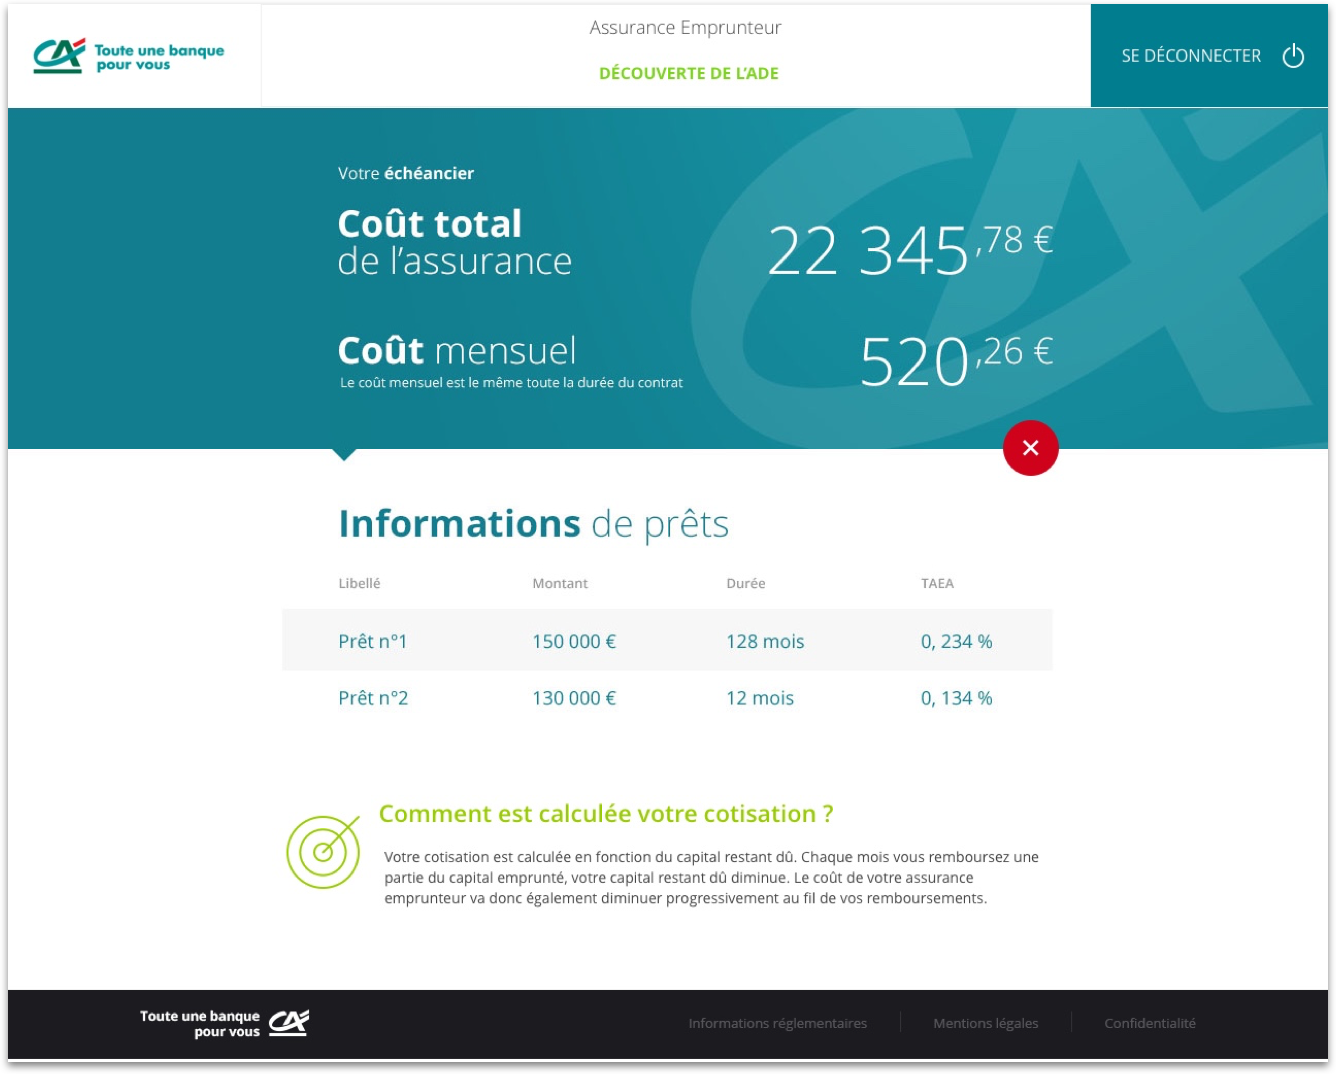 Toute une banque
pour vous
Assurance Emprunteur
DÉCOUVERTE DE L’ADE
SE DÉCONNECTER
Votre échéancier
Coût total
de l’assurance
22 345,78 €
Coût mensuel
520,26 €
Le coût mensuel est le même toute la durée du contrat
Informations de prêts
Libellé Montant Durée TAEA
Prêt n°1 150 000 € 128 mois 0, 234 %
Prêt n°2 130 000 € 12 mois 0, 134 %
Comment est calculée votre cotisation ?
Votre cotisation est calculée en fonction du capital restant dû. Chaque mois vous remboursez une
partie du capital emprunté, votre capital restant dû diminue. Le coût de votre assurance
emprunteur va donc également diminuer progressivement au fil de vos remboursements.
Toute une banque
pour vous
Informations réglementaires
Mentions légales
Confidentialité